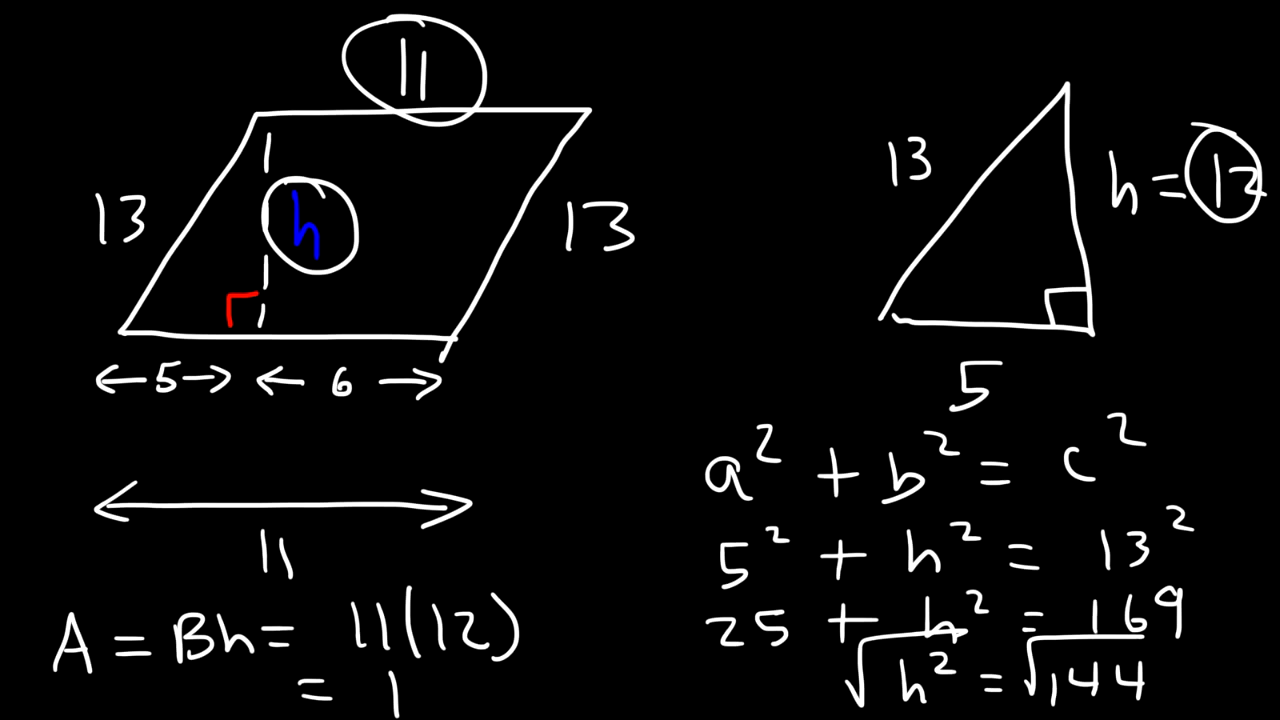 11
13
h
13
5 6
11
A = Bh = 11(12)
= 1
13
h = 12
5
a² + b² = c²
5² + h² = 13²
25 + h² = 169
√h² = √144